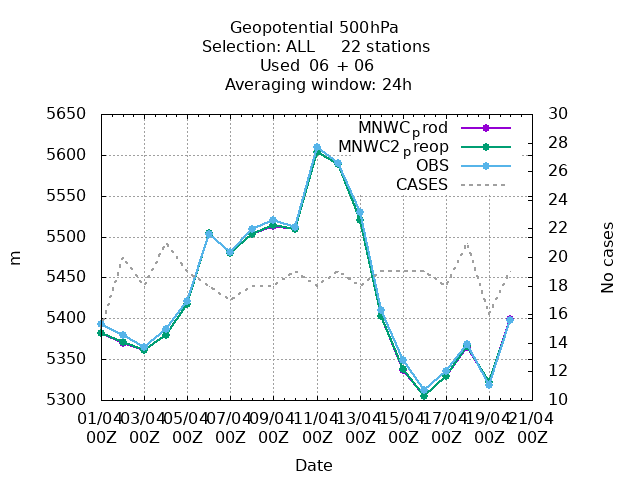 Geopotential 500hPa
Selection: ALL 22 stations
Used 06 + 06
Averaging window: 24h
5650
5600
5550
5500
5450
5400
5350
5300
m
30
28
26
24
22
20
18
16
14
12
10
No cases
MNWCprod
MNWC2preop
OBS
CASES
01/04 03/04 05/04 07/04 09/04 11/04 13/04 15/04 17/04 19/04 21/04
00Z 00Z 00Z 00Z 00Z 00Z 00Z 00Z 00Z 00Z 00Z
Date